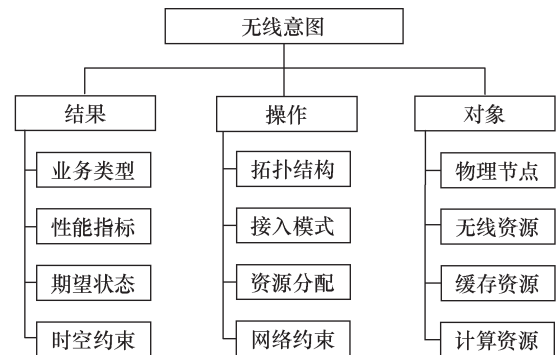 无线意图
结果
操作
对象
业务类型
拓扑结构
物理节点
性能指标
接入模式
无线资源
期望状态
资源分配
缓存资源
时空约束
网络约束
计算资源